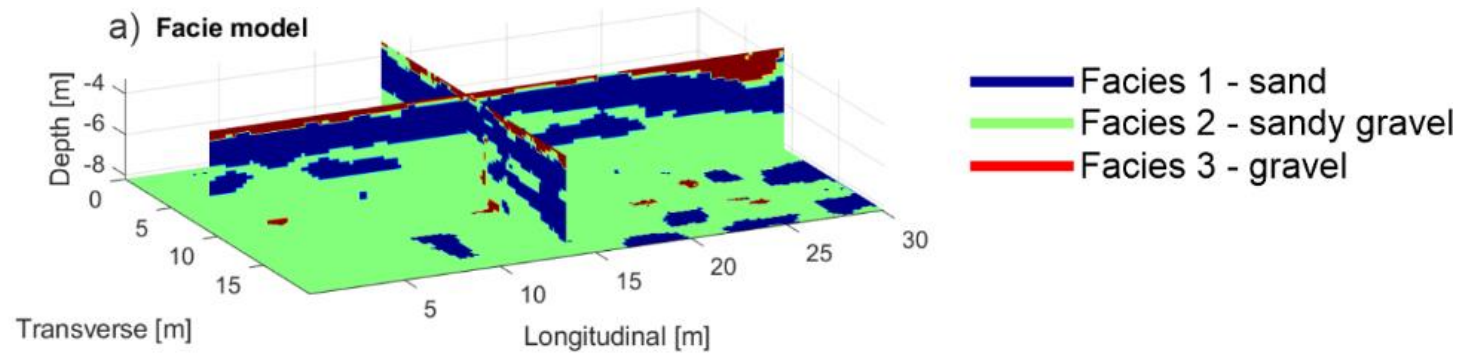 a) Facie model
Depth [m]
-4
-6
-8
0
5
10
15
Transverse [m]
5
10
15
20
25
30
Longitudinal [m]
Facies 1 - sand
Facies 2 - sandy gravel
Facies 3 - gravel